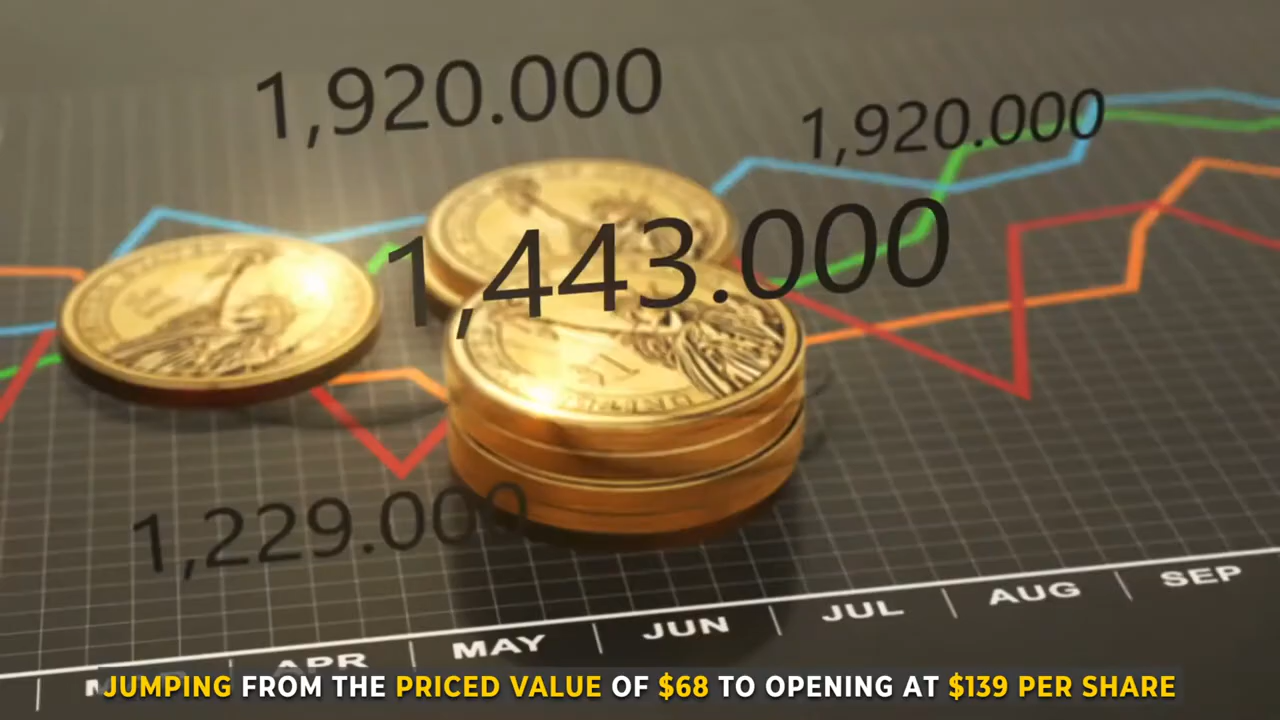 1,920.000
1,920.000
1,443.000
1,229.000
APR MAY JUN JUL AUG SEP
JUMPING FROM THE PRICED VALUE OF $68 TO OPENING AT $139 PER SHARE